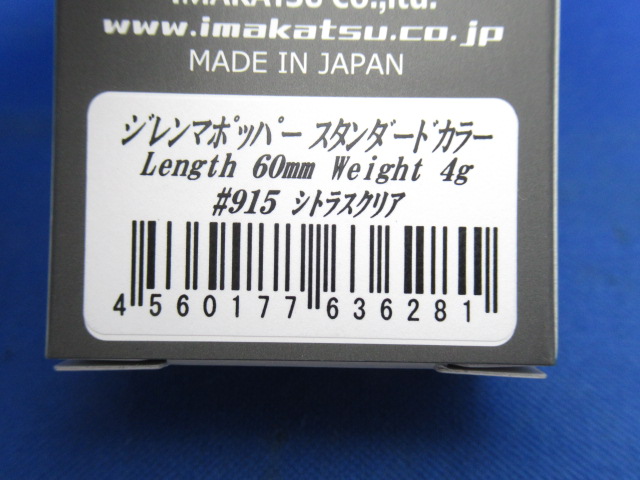 IMAKATSU CO.,ltd.
www.imakatsu.co.jp
MADE IN JAPAN
ジレンマポッパー スタンダードカラー
Length 60mm Weight 4g
#915 シトラスクリア
4 560177 636281